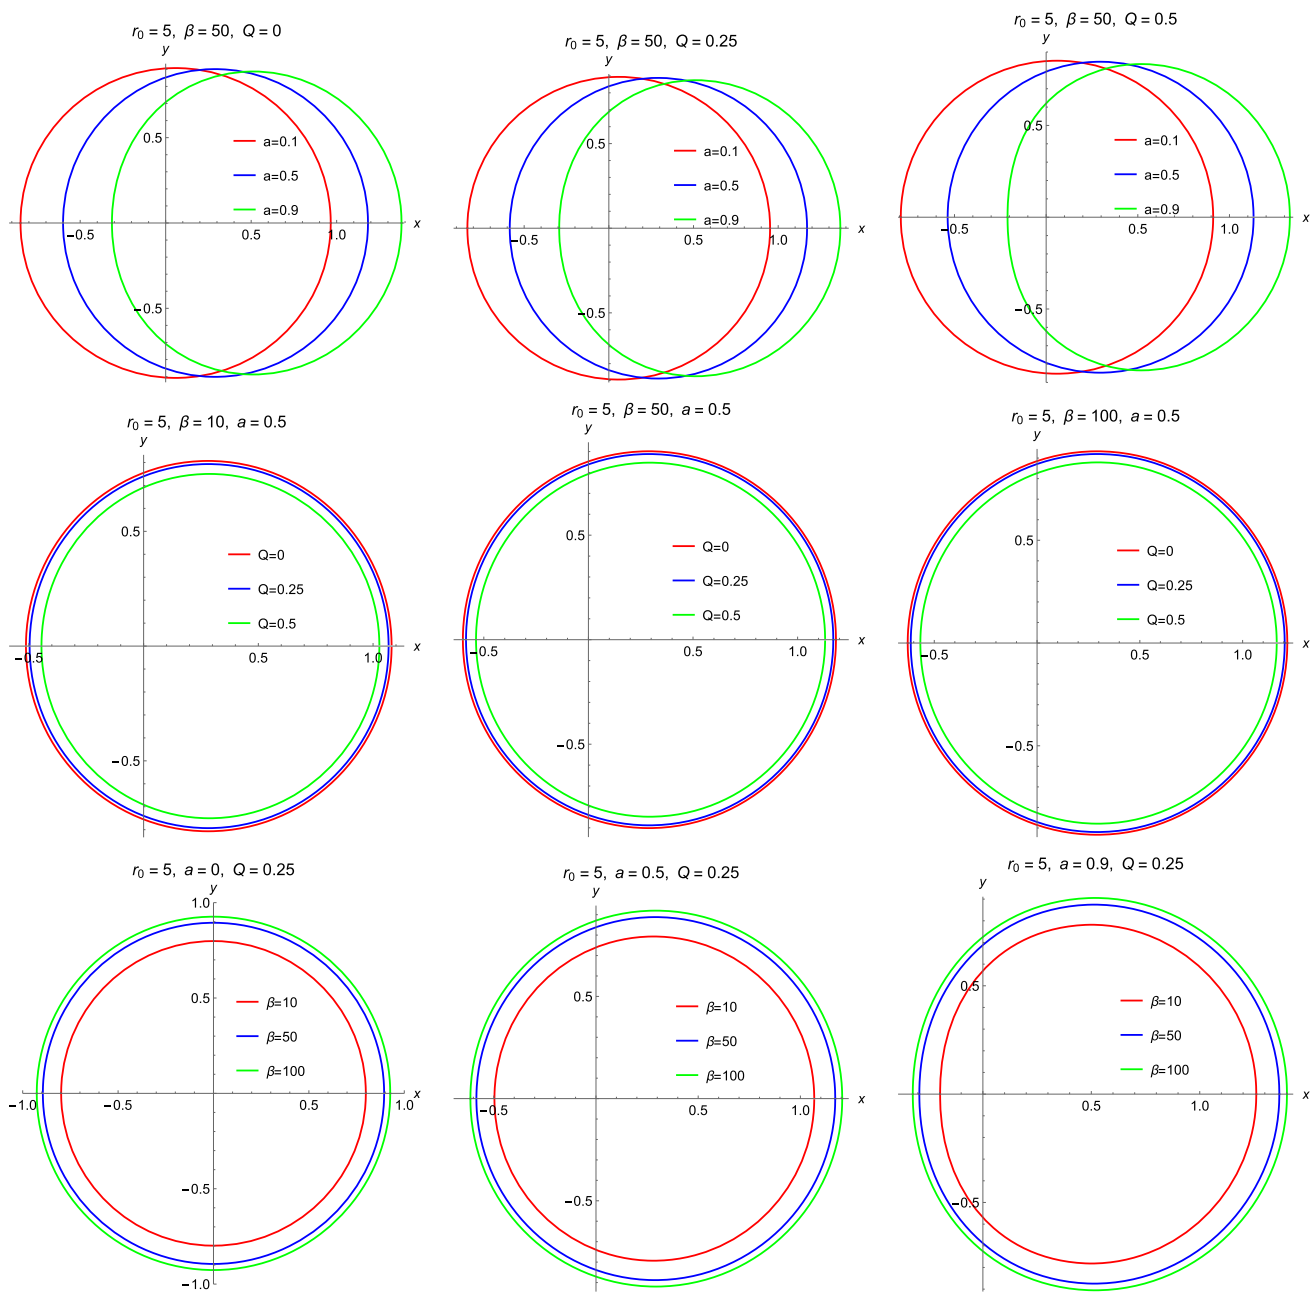 r₀ = 5, β = 50, Q = 0
y
0.5
a=0.1
a=0.5
a=0.9
−0.5
0.5
1.0
x
−0.5
r₀ = 5, β = 50, Q = 0.25
y
0.5
a=0.1
a=0.5
a=0.9
−0.5
0.5
1.0
x
−0.5
r₀ = 5, β = 50, Q = 0.5
y
0.5
a=0.1
a=0.5
a=0.9
−0.5
0.5
1.0
x
−0.5
r₀ = 5, β = 10, a = 0.5
y
0.5
Q=0
Q=0.25
Q=0.5
−0.5
0.5
1.0
x
−0.5
r₀ = 5, β = 50, a = 0.5
y
0.5
Q=0
Q=0.25
Q=0.5
−0.5
0.5
1.0
x
−0.5
r₀ = 5, β = 100, a = 0.5
y
0.5
Q=0
Q=0.25
Q=0.5
−0.5
0.5
1.0
x
−0.5
r₀ = 5, a = 0, Q = 0.25
y
1.0
0.5
β=10
β=50
β=100
−1.0
−0.5
0.5
1.0
x
−0.5
−1.0
r₀ = 5, a = 0.5, Q = 0.25
y
0.5
β=10
β=50
β=100
−0.5
0.5
1.0
x
−0.5
r₀ = 5, a = 0.9, Q = 0.25
y
0.5
β=10
β=50
β=100
0.5
1.0
x
−0.5